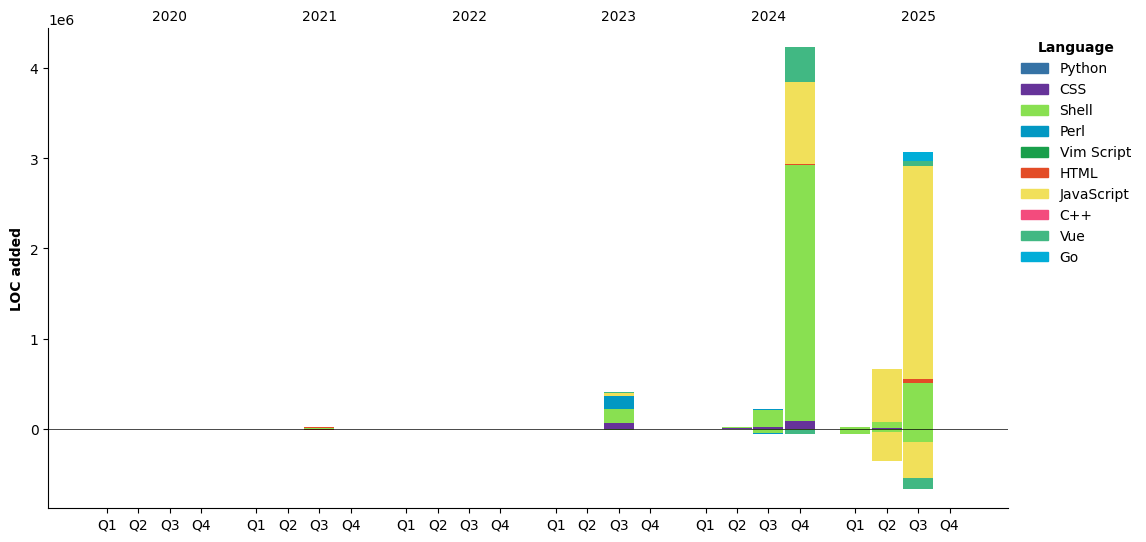 1e6
2020 2021 2022 2023 2024 2025
Language
Python
CSS
Shell
Perl
Vim Script
HTML
JavaScript
C++
Vue
Go
LOC added
4
3
2
1
0
Q1 Q2 Q3 Q4 Q1 Q2 Q3 Q4 Q1 Q2 Q3 Q4 Q1 Q2 Q3 Q4 Q1 Q2 Q3 Q4 Q1 Q2 Q3 Q4